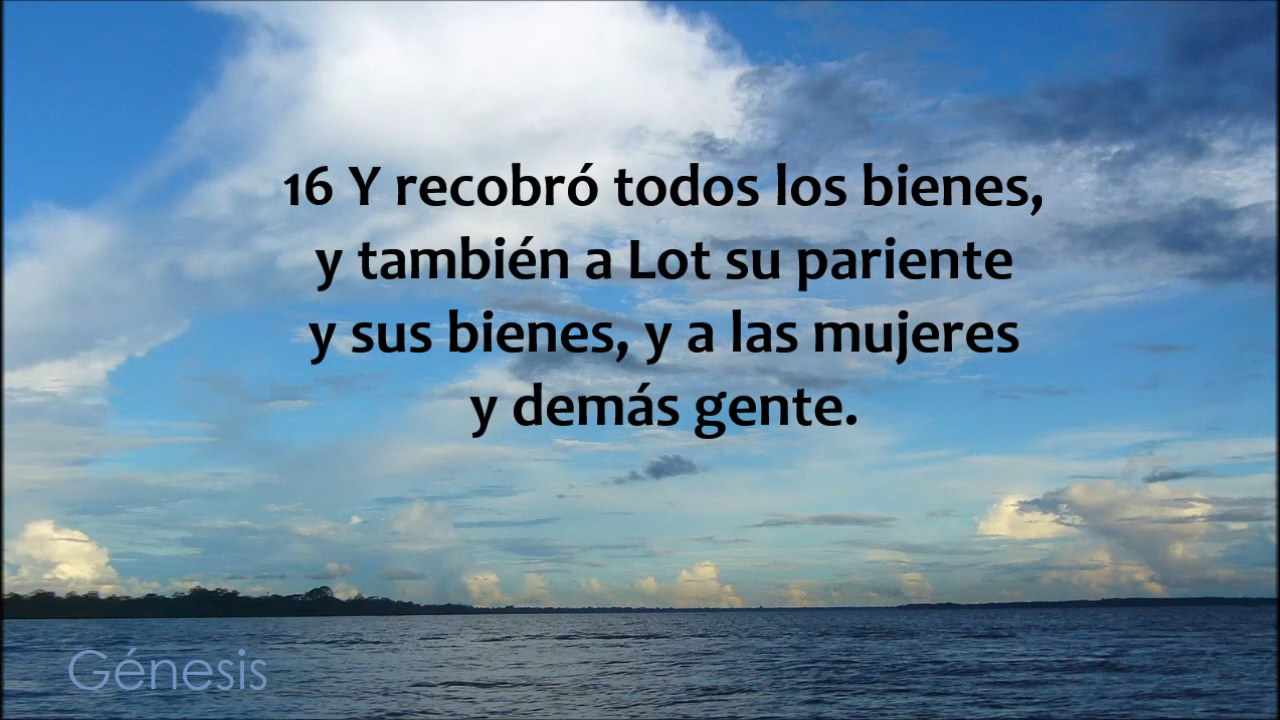 16 Y recobró todos los bienes,
y también a Lot su pariente
y sus bienes, y a las mujeres
y demás gente.
Génesis